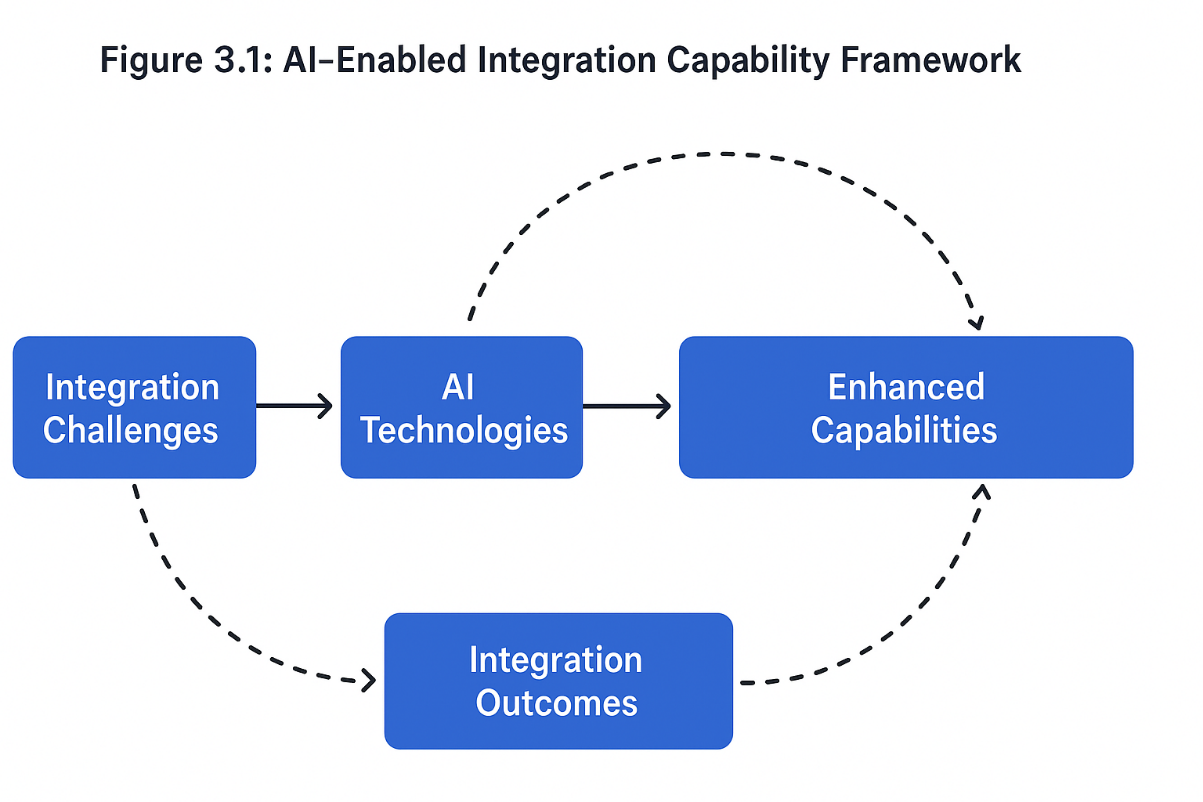 Figure 3.1: AI–Enabled Integration Capability Framework
Integration
Challenges
AI
Technologies
Enhanced
Capabilities
Integration
Outcomes